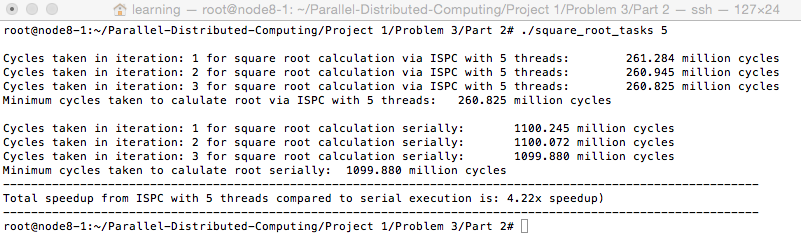 learning — root@node8-1: ~/Parallel-Distributed-Computing/Project 1/Problem 3/Part 2 — ssh — 127×24
root@node8-1:~/Parallel-Distributed-Computing/Project 1/Problem 3/Part 2# ./square_root_tasks 5
Cycles taken in iteration: 1 for square root calculation via ISPC with 5 threads: 261.284 million cycles
Cycles taken in iteration: 2 for square root calculation via ISPC with 5 threads: 260.945 million cycles
Cycles taken in iteration: 3 for square root calculation via ISPC with 5 threads: 260.825 million cycles
Minimum cycles taken to calulate root via ISPC with 5 threads: 260.825 million cycles
Cycles taken in iteration: 1 for square root calculation serially: 1100.245 million cycles
Cycles taken in iteration: 2 for square root calculation serially: 1100.072 million cycles
Cycles taken in iteration: 3 for square root calculation serially: 1099.880 million cycles
Minimum cycles taken to calulate root serially: 1099.880 million cycles
Total speedup from ISPC with 5 threads compared to serial execution is: 4.22x speedup)
root@node8-1:~/Parallel-Distributed-Computing/Project 1/Problem 3/Part 2#